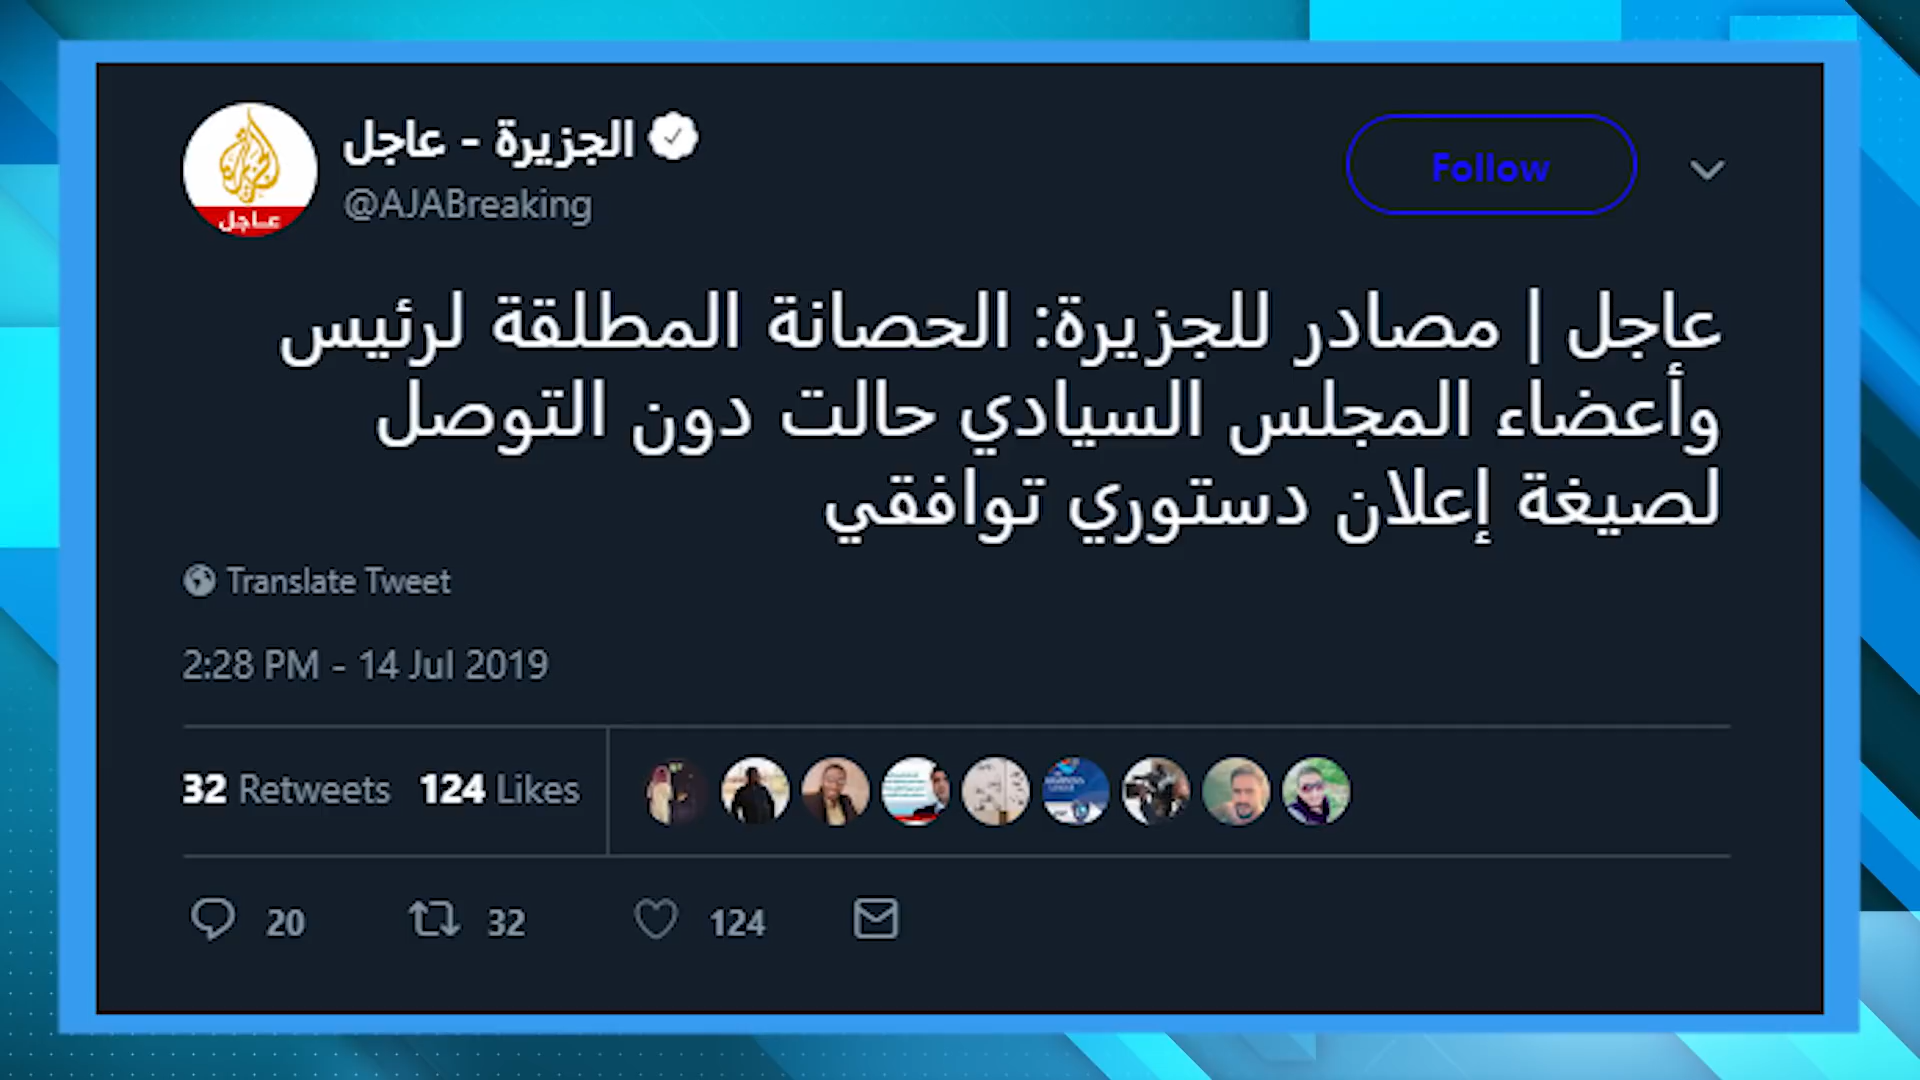 الجزيرة - عاجل
@AJABreaking
عاجل
Follow
عاجل | مصادر للجزيرة: الحصانة المطلقة لرئيس
وأعضاء المجلس السيادي حالت دون التوصل
لصيغة إعلان دستوري توافقي
Translate Tweet
2:28 PM - 14 Jul 2019
32 Retweets 124 Likes
20 32 124